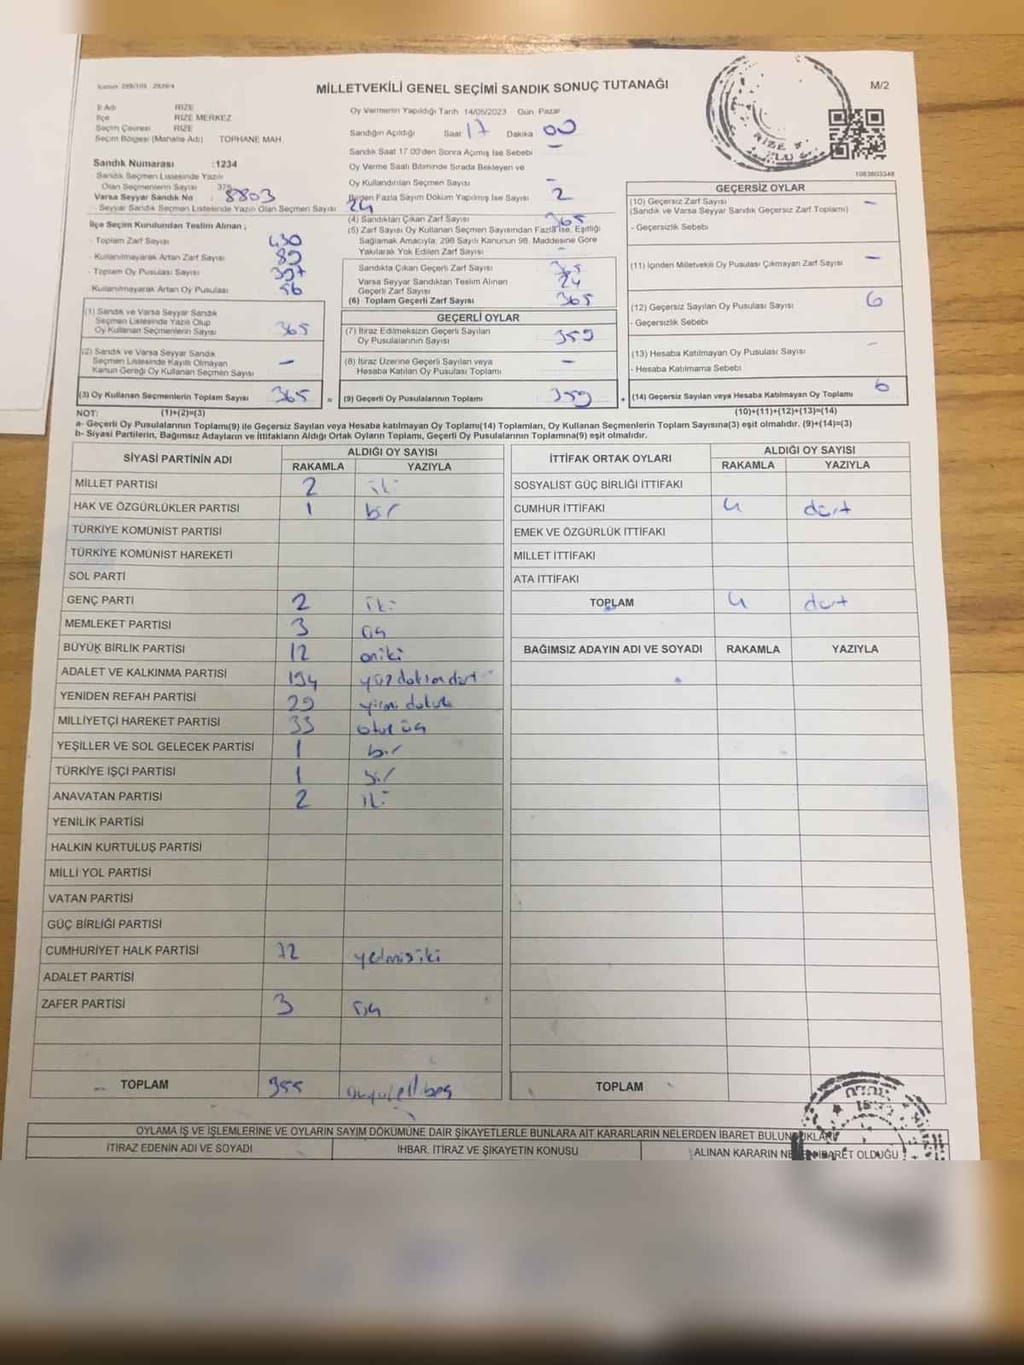 MİLLETVEKİLİ GENEL SEÇİMİ SANDIK SONUÇ TUTANAĞI
M/2
İl Adı RİZE
İlçe RİZE MERKEZ
Seçim Çevresi RİZE
Seçim Bölgesi (Mahalle Adı) TOPHANE MAH.
Sandık Numarası :1234
Sandık Seçmen Listesinde Yazılı
Olan Seçmenlerin Sayısı 375
Varsa Seyyar Sandık No : 8803
Seyyar Sandık Seçmen Listesinde Yazılı Olan Seçmen Sayısı 24
Oy Vermenin Yapıldığı Tarih 14/05/2023 Gün Pazar
Sandığın Açıldığı Saat 17 Dakika 00
Sandık Saat 17.00'den Sonra Açılmış İse Sebebi –
Oy Verme Saati Bitiminde Sırada Bekleyen ve
Oy Kullandırılan Seçmen Sayısı –
Birden Fazla Sayım Döküm Yapılmış İse Sayısı 2
1083603348
İlçe Seçim Kurulundan Teslim Alınan ;
- Toplam Zarf Sayısı 430
- Kullanılmayarak Artan Zarf Sayısı
- Toplam Oy Pusulası Sayısı
Kullanılmayarak Artan Oy Pusulası 56
(1) Sandık ve Varsa Seyyar Sandık
Seçmen Listesinde Yazılı Olup
Oy Kullanan Seçmenlerin Sayısı 365
(2) Sandık ve Varsa Seyyar Sandık
Seçmen Listesinde Kayıtlı Olmayan
Kanun Gereği Oy Kullanan Seçmen Sayısı –
(3) Oy Kullanan Seçmenlerin Toplam Sayısı 365
(4) Sandıktan Çıkan Zarf Sayısı 365
(5) Zarf Sayısı Oy Kullanan Seçmen Sayısından Fazla İse, Eşitliği
Sağlamak Amacıyla, 298 Sayılı Kanunun 98. Maddesine Göre
Yakılarak Yok Edilen Zarf Sayısı –
Sandıkta Çıkan Geçerli Zarf Sayısı
Varsa Seyyar Sandıktan Teslim Alınan
Geçerli Zarf Sayısı 24
(6) Toplam Geçerli Zarf Sayısı 365
GEÇERLİ OYLAR
(7) İtiraz Edilmeksizin Geçerli Sayılan
Oy Pusulalarının Sayısı 359
(8) İtiraz Üzerine Geçerli Sayılan veya
Hesaba Katılan Oy Pusulası Toplamı –
= (9) Geçerli Oy Pusulalarının Toplamı 359
GEÇERSİZ OYLAR
(10) Geçersiz Zarf Sayısı –
(Sandık ve Varsa Seyyar Sandık Geçersiz Zarf Toplamı)
- Geçersizlik Sebebi
(11) İçinden Milletvekili Oy Pusulası Çıkmayan Zarf Sayısı –
(12) Geçersiz Sayılan Oy Pusulası Sayısı 6
- Geçersizlik Sebebi
(13) Hesaba Katılmayan Oy Pusulası Sayısı –
- Hesaba Katılmama Sebebi
+ (14) Geçersiz Sayılan veya Hesaba Katılmayan Oy Toplamı 6
NOT: (1)+(2)=(3) (10)+(11)+(12)+(13)=(14)
a- Geçerli Oy Pusulalarının Toplamı(9) ile Geçersiz Sayılan veya Hesaba Katılmayan Oy Toplamı(14) Toplamları, Oy Kullanan Seçmenlerin Toplam Sayısına(3) eşit olmalıdır. (9)+(14)=(3)
b- Siyasi Partilerin, Bağımsız Adayların ve İttifakların Aldığı Ortak Oyların Toplamı, Geçerli Oy Pusulalarının Toplamına(9) eşit olmalıdır.
SİYASİ PARTİNİN ADI ALDIĞI OY SAYISI
RAKAMLA YAZIYLA
MİLLET PARTİSİ 2 iki
HAK VE ÖZGÜRLÜKLER PARTİSİ 1 bir
TÜRKİYE KOMÜNİST PARTİSİ
TÜRKİYE KOMÜNİST HAREKETİ
SOL PARTİ
GENÇ PARTİ 2 iki
MEMLEKET PARTİSİ 3 üç
BÜYÜK BİRLİK PARTİSİ 12 oniki
ADALET VE KALKINMA PARTİSİ 194 yüzdoksandört
YENİDEN REFAH PARTİSİ 29 yirmi dokuz
MİLLİYETÇİ HAREKET PARTİSİ 33 otuz üç
YEŞİLLER VE SOL GELECEK PARTİSİ 1 bir
TÜRKİYE İŞÇİ PARTİSİ 1 bir
ANAVATAN PARTİSİ 2 iki
YENİLİK PARTİSİ
HALKIN KURTULUŞ PARTİSİ
MİLLİ YOL PARTİSİ
VATAN PARTİSİ
GÜÇ BİRLİĞİ PARTİSİ
CUMHURİYET HALK PARTİSİ 72 yetmişiki
ADALET PARTİSİ
ZAFER PARTİSİ 3 üç
TOPLAM 355 üçyüzellibeş
İTTİFAK ORTAK OYLARI ALDIĞI OY SAYISI
RAKAMLA YAZIYLA
SOSYALİST GÜÇ BİRLİĞİ İTTİFAKI
CUMHUR İTTİFAKI 4 dört
EMEK VE ÖZGÜRLÜK İTTİFAKI
MİLLET İTTİFAKI
ATA İTTİFAKI
TOPLAM 4 dört
BAĞIMSIZ ADAYIN ADI VE SOYADI RAKAMLA YAZIYLA
TOPLAM
OYLAMA İŞ VE İŞLEMLERİNE VE OYLARIN SAYIM DÖKÜMÜNE DAİR ŞİKAYETLERLE BUNLARA AİT KARARLARIN NELERDEN İBARET BULUNDUKLARI
İTİRAZ EDENİN ADI VE SOYADI İHBAR, İTİRAZ VE ŞİKAYETİN KONUSU ALINAN KARARIN NEDEN İBARET OLDUĞU